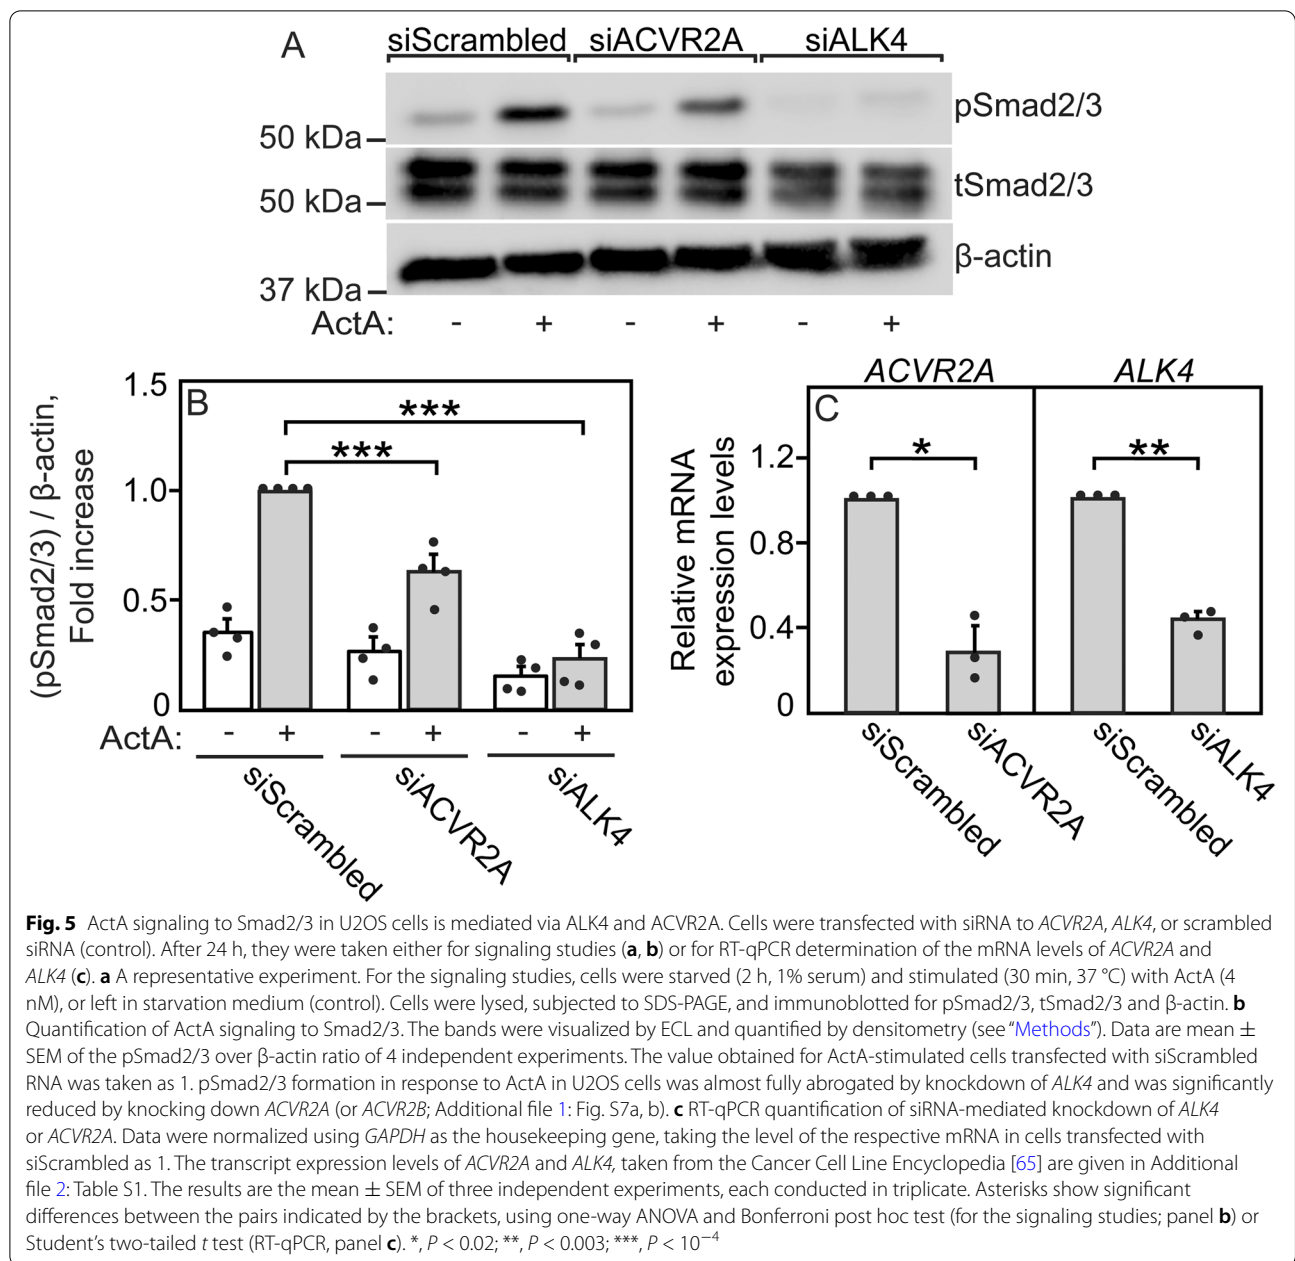 A
siScrambled siACVR2A siALK4
pSmad2/3
50 kDa
tSmad2/3
50 kDa
β-actin
37 kDa
ActA: - + - + - +
B
(pSmad2/3) / β-actin,
Fold increase
1.5
1.0
0.5
0
***
***
ActA: - + - + - +
siScrambled
siACVR2A
siALK4
ACVR2A ALK4
C
Relative mRNA
expression levels
1.2
0.8
0.4
0
*
**
siScrambled
siACVR2A
siScrambled
siALK4
Fig. 5 ActA signaling to Smad2/3 in U2OS cells is mediated via ALK4 and ACVR2A. Cells were transfected with siRNA to ACVR2A, ALK4, or scrambled
siRNA (control). After 24 h, they were taken either for signaling studies (a, b) or for RT-qPCR determination of the mRNA levels of ACVR2A and
ALK4 (c). a A representative experiment. For the signaling studies, cells were starved (2 h, 1% serum) and stimulated (30 min, 37 °C) with ActA (4
nM), or left in starvation medium (control). Cells were lysed, subjected to SDS-PAGE, and immunoblotted for pSmad2/3, tSmad2/3 and β-actin. b
Quantification of ActA signaling to Smad2/3. The bands were visualized by ECL and quantified by densitometry (see “Methods”). Data are mean ±
SEM of the pSmad2/3 over β-actin ratio of 4 independent experiments. The value obtained for ActA-stimulated cells transfected with siScrambled
RNA was taken as 1. pSmad2/3 formation in response to ActA in U2OS cells was almost fully abrogated by knockdown of ALK4 and was significantly
reduced by knocking down ACVR2A (or ACVR2B; Additional file 1: Fig. S7a, b). c RT-qPCR quantification of siRNA-mediated knockdown of ALK4
or ACVR2A. Data were normalized using GAPDH as the housekeeping gene, taking the level of the respective mRNA in cells transfected with
siScrambled as 1. The transcript expression levels of ACVR2A and ALK4, taken from the Cancer Cell Line Encyclopedia [65] are given in Additional
file 2: Table S1. The results are the mean ± SEM of three independent experiments, each conducted in triplicate. Asterisks show significant
differences between the pairs indicated by the brackets, using one-way ANOVA and Bonferroni post hoc test (for the signaling studies; panel b) or
Student’s two-tailed t test (RT-qPCR, panel c). *, P < 0.02; **, P < 0.003; ***, P < 10⁻⁴